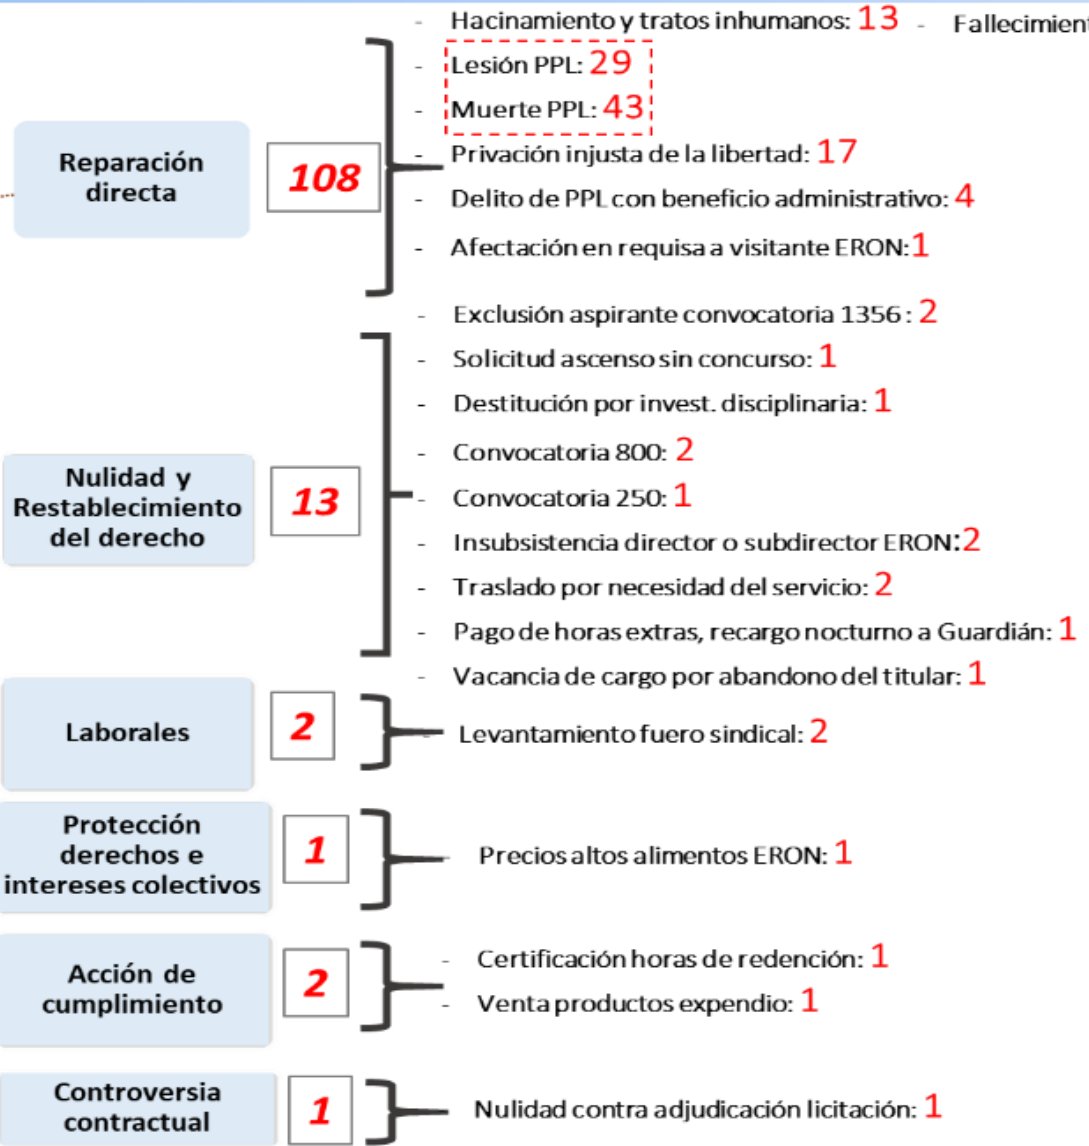 - Hacinamiento y tratos inhumanos: 13 -
- Lesión PPL: 29
- Muerte PPL: 43
Reparación
directa
108
- Privación injusta de la libertad: 17
- Delito de PPL con beneficio administrativo: 4
- Afectación en requisa a visitante ERON: 1
- Exclusión aspirante convocatoria 1356 : 2
- Solicitud ascenso sin concurso: 1
- Destitución por invest. disciplinaria: 1
- Convocatoria 800: 2
Nulidad y
Restablecimiento
del derecho
13
- Convocatoria 250: 1
- Insubsistencia director o subdirector ERON: 2
- Traslado por necesidad del servicio: 2
- Pago de horas extras, recargo nocturno a Guardián: 1
- Vacancia de cargo por abandono del titular: 1
Laborales
2
- Levantamiento fuero sindical: 2
Protección
derechos e
intereses colectivos
1
- Precios altos alimentos ERON: 1
Acción de
cumplimiento
2
- Certificación horas de redención: 1
- Venta productos expendio: 1
Controversia
contractual
1
- Nulidad contra adjudicación licitación: 1